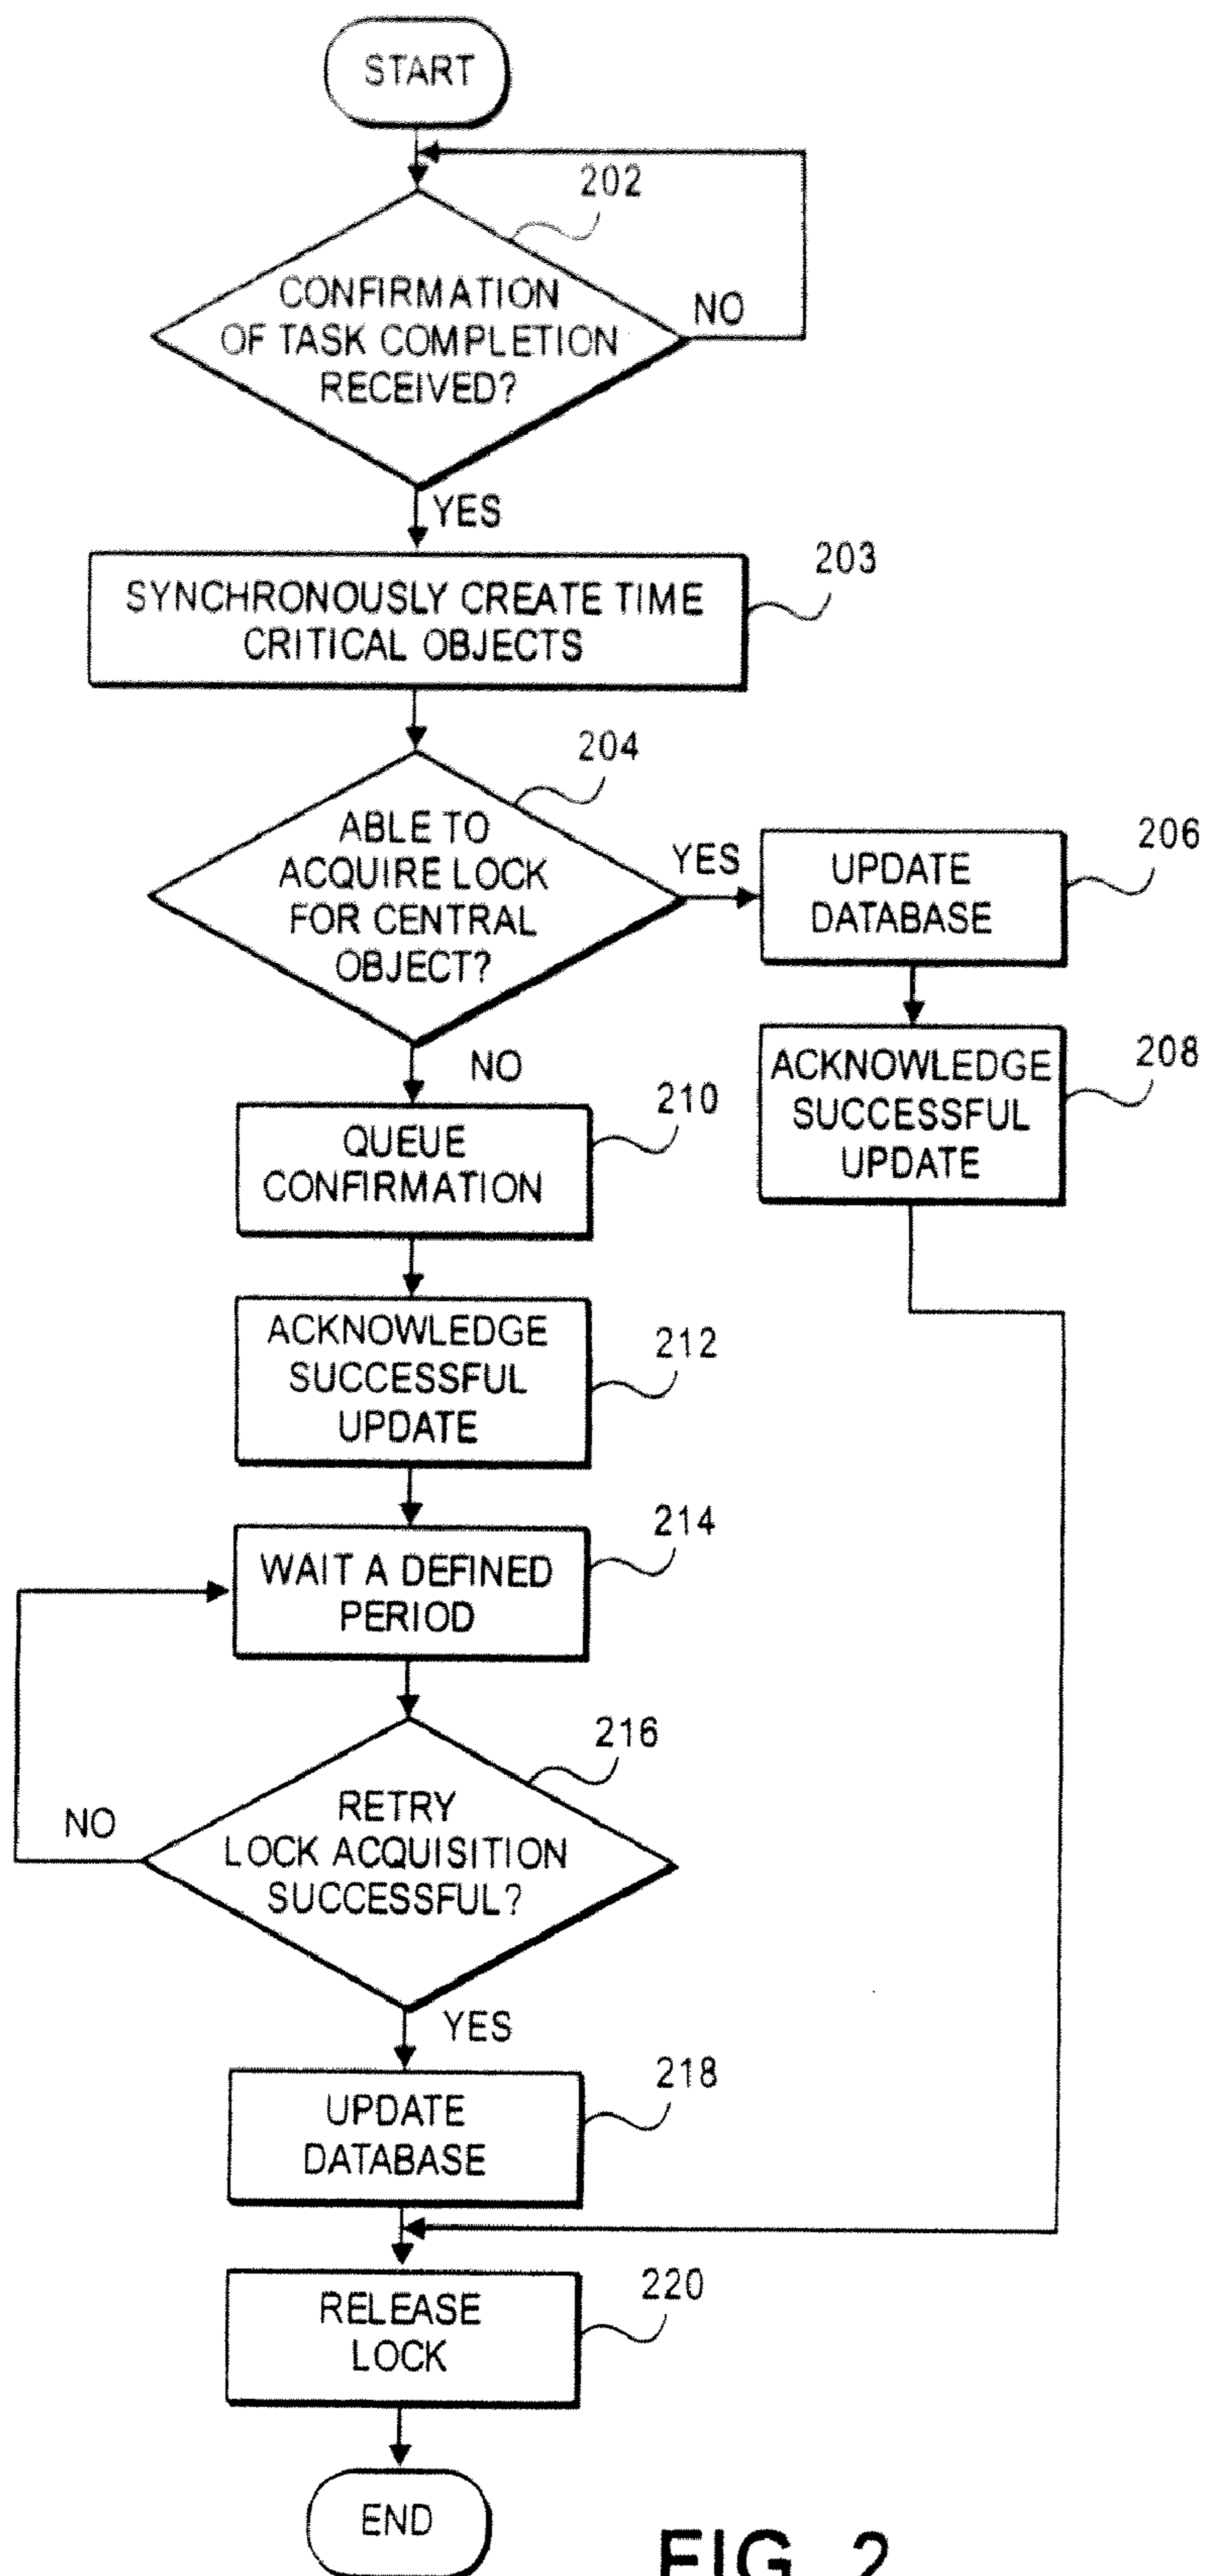 START
202
CONFIRMATION
OF TASK COMPLETION
RECEIVED?
NO
YES
203
SYNCHRONOUSLY CREATE TIME
CRITICAL OBJECTS
204
ABLE TO
ACQUIRE LOCK
FOR CENTRAL
OBJECT?
YES
206
UPDATE
DATABASE
208
ACKNOWLEDGE
SUCCESSFUL
UPDATE
NO
210
QUEUE
CONFIRMATION
212
ACKNOWLEDGE
SUCCESSFUL
UPDATE
214
WAIT A DEFINED
PERIOD
216
RETRY
LOCK ACQUISITION
SUCCESSFUL?
NO
YES
218
UPDATE
DATABASE
220
RELEASE
LOCK
END
FIG. 2